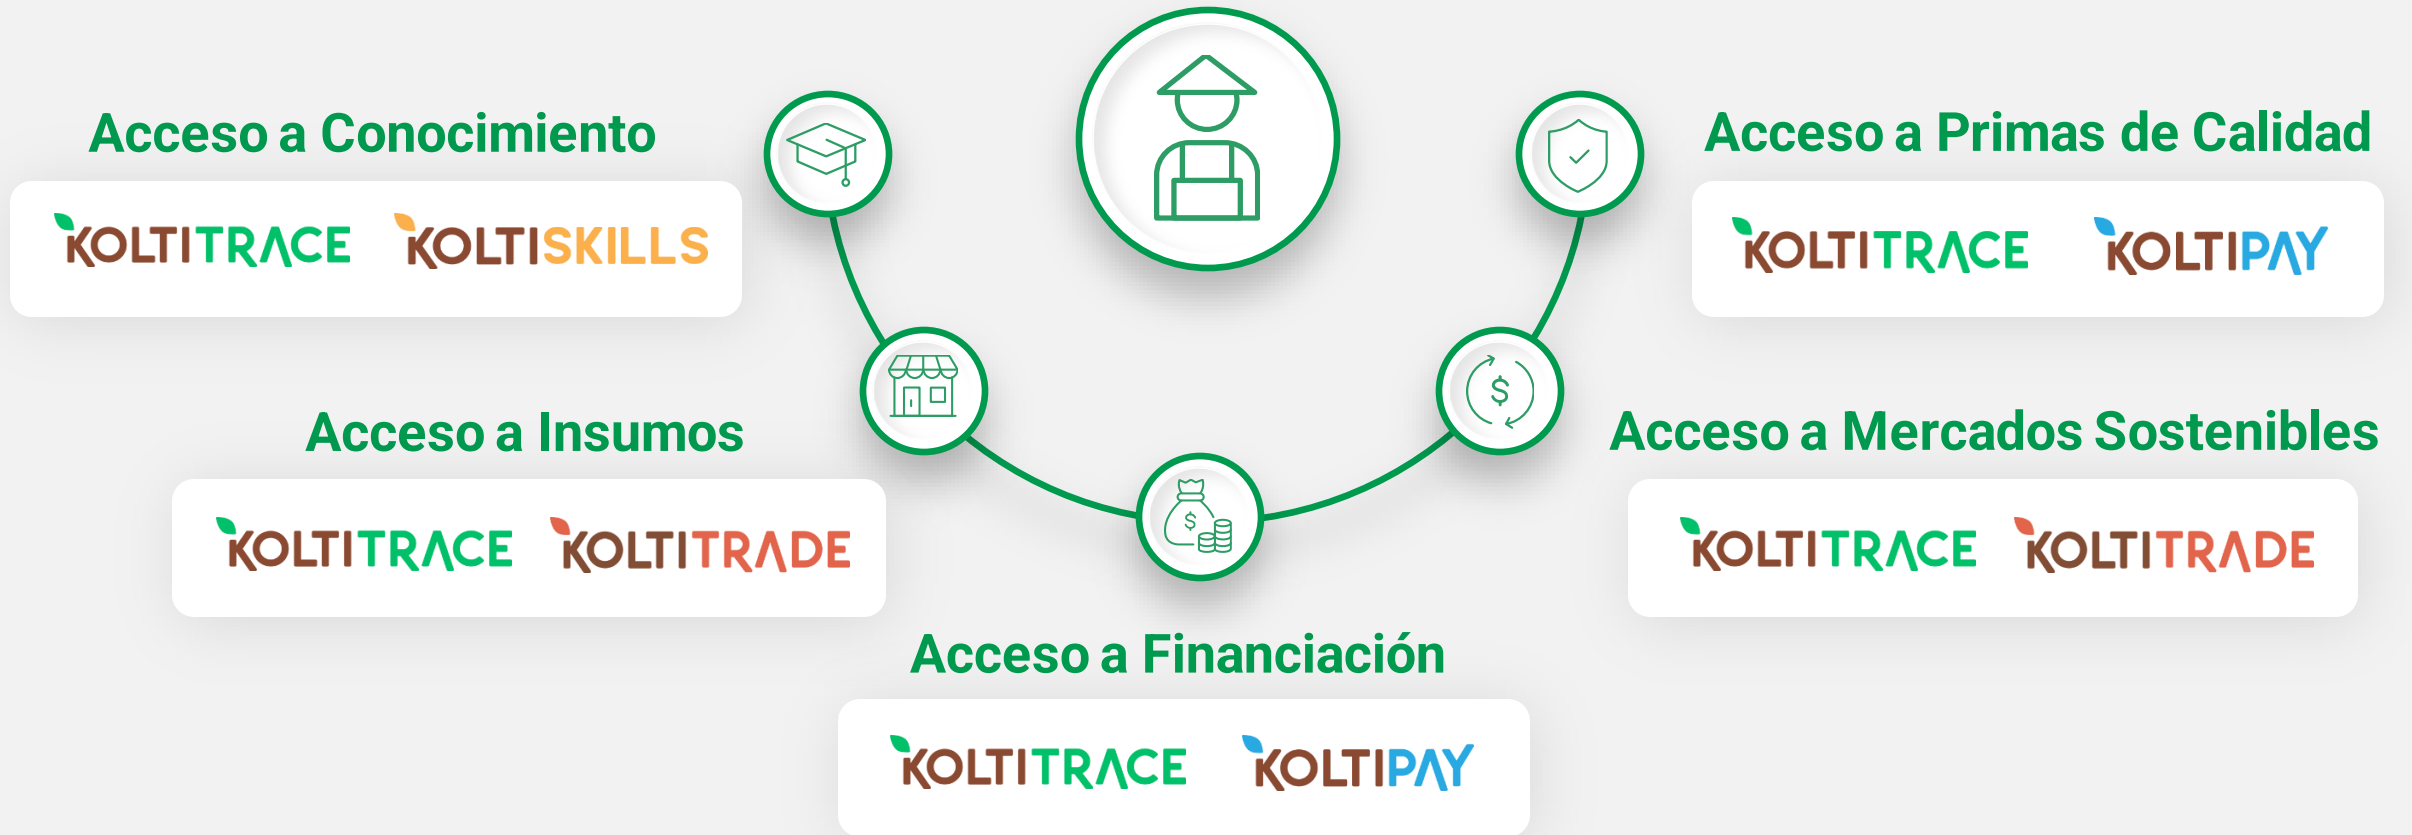 Acceso a Conocimiento
KOLTITRACE KOLTISKILLS
Acceso a Insumos
KOLTITRACE KOLTITRADE
Acceso a Financiación
KOLTITRACE KOLTIPAY
Acceso a Mercados Sostenibles
KOLTITRACE KOLTITRADE
Acceso a Primas de Calidad
KOLTITRACE KOLTIPAY
$
$